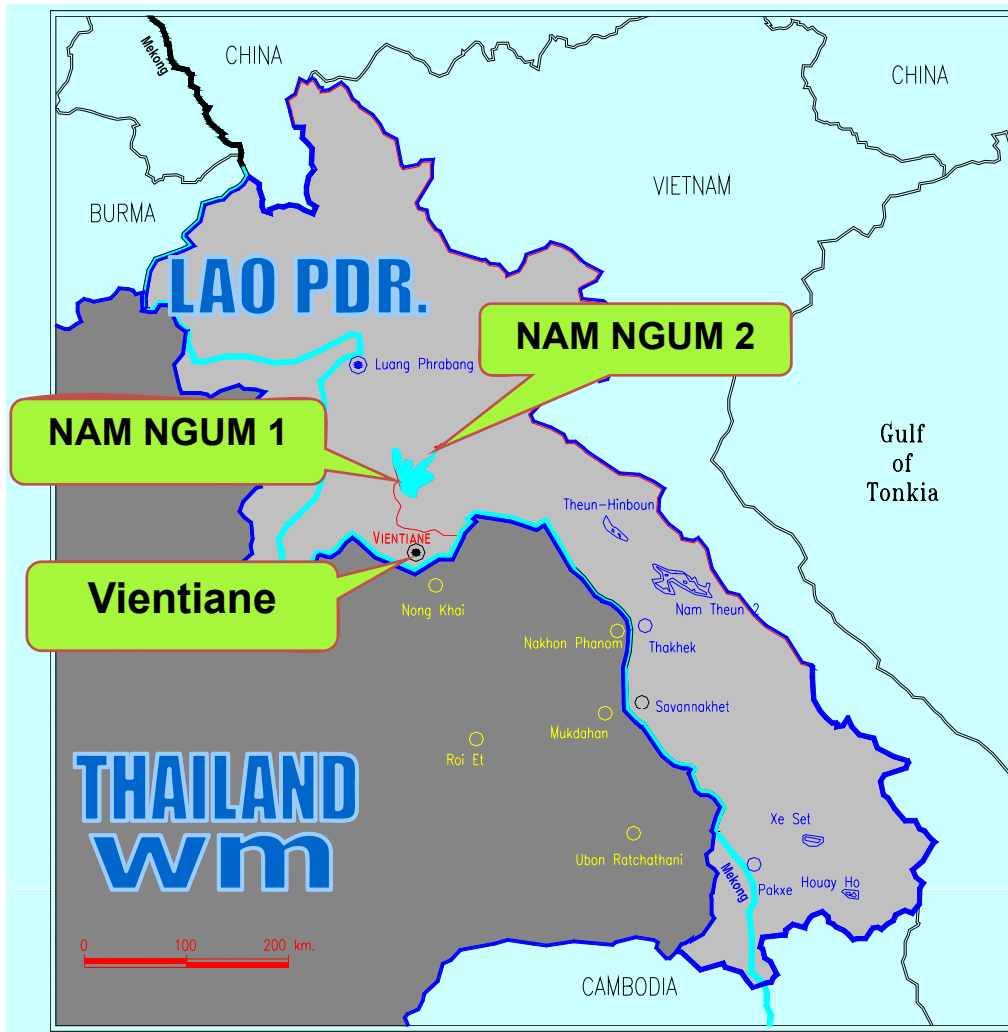 CHINA
Mekong
CHINA
VIETNAM
BURMA
LAO PDR.
NAM NGUM 2
Luang Phrabang
NAM NGUM 1
Gulf
of
Tonkia
Theun-Hinboun
VIENTIANE
Vientiane
Nong Khai
Nam Theun 2
Nakhon Phanom
Thakhek
Savannakhet
Mukdahan
Roi Et
THAILAND
wm
Xe Set
Ubon Ratchathani
Mekong
Pakxe
Houay Ho
0 100 200 km.
CAMBODIA